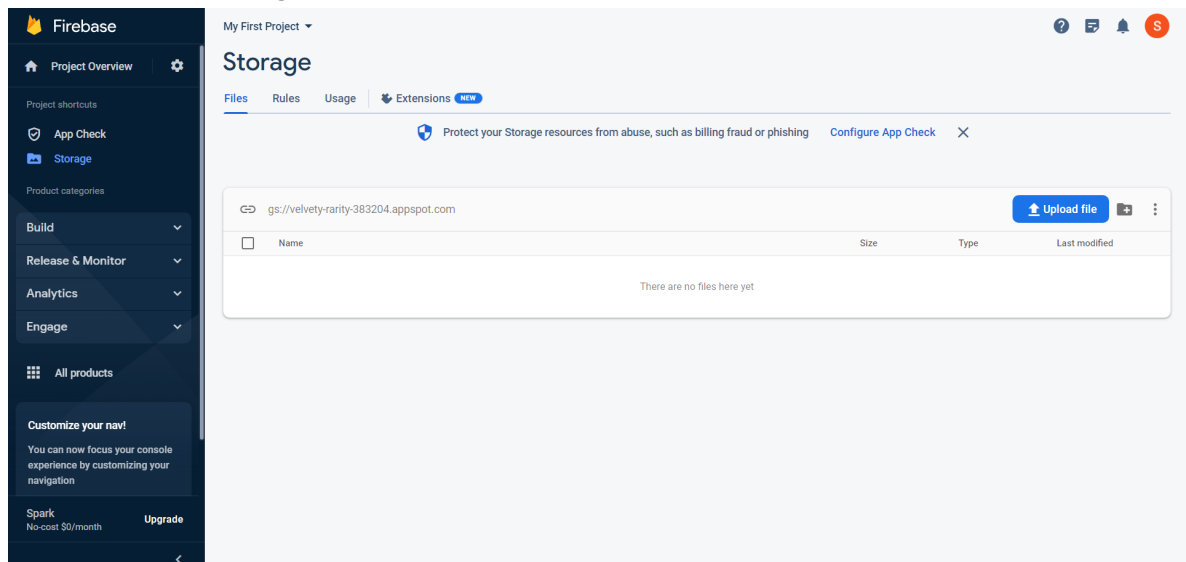 Firebase
Project Overview
Project shortcuts
App Check
Storage
Product categories
Build
Release & Monitor
Analytics
Engage
All products
Customize your nav!
You can now focus your console
experience by customizing your
navigation
Spark
No-cost $0/month
Upgrade
My First Project
S
Storage
Files Rules Usage Extensions NEW
Protect your Storage resources from abuse, such as billing fraud or phishing Configure App Check
gs://velvety-rarity-383204.appspot.com
Upload file
Name Size Type Last modified
There are no files here yet